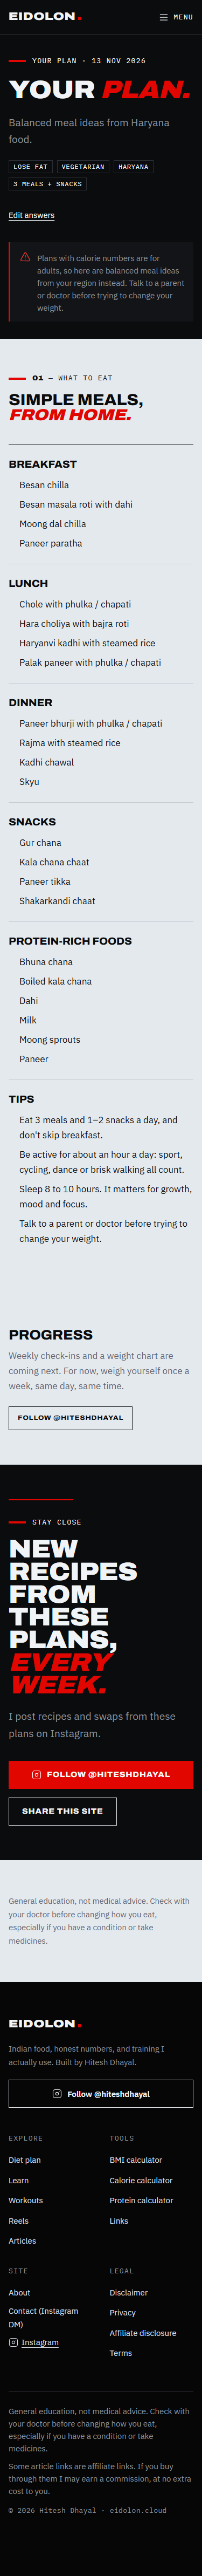 EIDOLON.
MENU
YOUR PLAN · 13 NOV 2026
YOUR PLAN.
Balanced meal ideas from Haryana
food.
LOSE FAT
VEGETARIAN
HARYANA
3 MEALS + SNACKS
Edit answers
Plans with calorie numbers are for
adults, so here are balanced meal ideas
from your region instead. Talk to a parent
or doctor before trying to change your
weight.
01 — WHAT TO EAT
SIMPLE MEALS,
FROM HOME.
BREAKFAST
Besan chilla
Besan masala roti with dahi
Moong dal chilla
Paneer paratha
LUNCH
Chole with phulka / chapati
Hara choliya with bajra roti
Haryanvi kadhi with steamed rice
Palak paneer with phulka / chapati
DINNER
Paneer bhurji with phulka / chapati
Rajma with steamed rice
Kadhi chawal
Skyu
SNACKS
Gur chana
Kala chana chaat
Paneer tikka
Shakarkandi chaat
PROTEIN-RICH FOODS
Bhuna chana
Boiled kala chana
Dahi
Milk
Moong sprouts
Paneer
TIPS
Eat 3 meals and 1–2 snacks a day, and
don't skip breakfast.
Be active for about an hour a day: sport,
cycling, dance or brisk walking all count.
Sleep 8 to 10 hours. It matters for growth,
mood and focus.
Talk to a parent or doctor before trying to
change your weight.
PROGRESS
Weekly check-ins and a weight chart are
coming next. For now, weigh yourself once a
week, same day, same time.
FOLLOW @HITESHDHAYAL
STAY CLOSE
NEW
RECIPES
FROM
THESE
PLANS,
EVERY
WEEK.
I post recipes and swaps from these
plans on Instagram.
FOLLOW @HITESHDHAYAL
SHARE THIS SITE
General education, not medical advice. Check with
your doctor before changing how you eat,
especially if you have a condition or take
medicines.
EIDOLON.
Indian food, honest numbers, and training I
actually use. Built by Hitesh Dhayal.
Follow @hiteshdhayal
EXPLORE
Diet plan
Learn
Workouts
Reels
Articles
TOOLS
BMI calculator
Calorie calculator
Protein calculator
Links
SITE
About
Contact (Instagram
DM)
Instagram
LEGAL
Disclaimer
Privacy
Affiliate disclosure
Terms
General education, not medical advice. Check with
your doctor before changing how you eat,
especially if you have a condition or take
medicines.
Some article links are affiliate links. If you buy
through them I may earn a commission, at no extra
cost to you.
© 2026 Hitesh Dhayal · eidolon.cloud